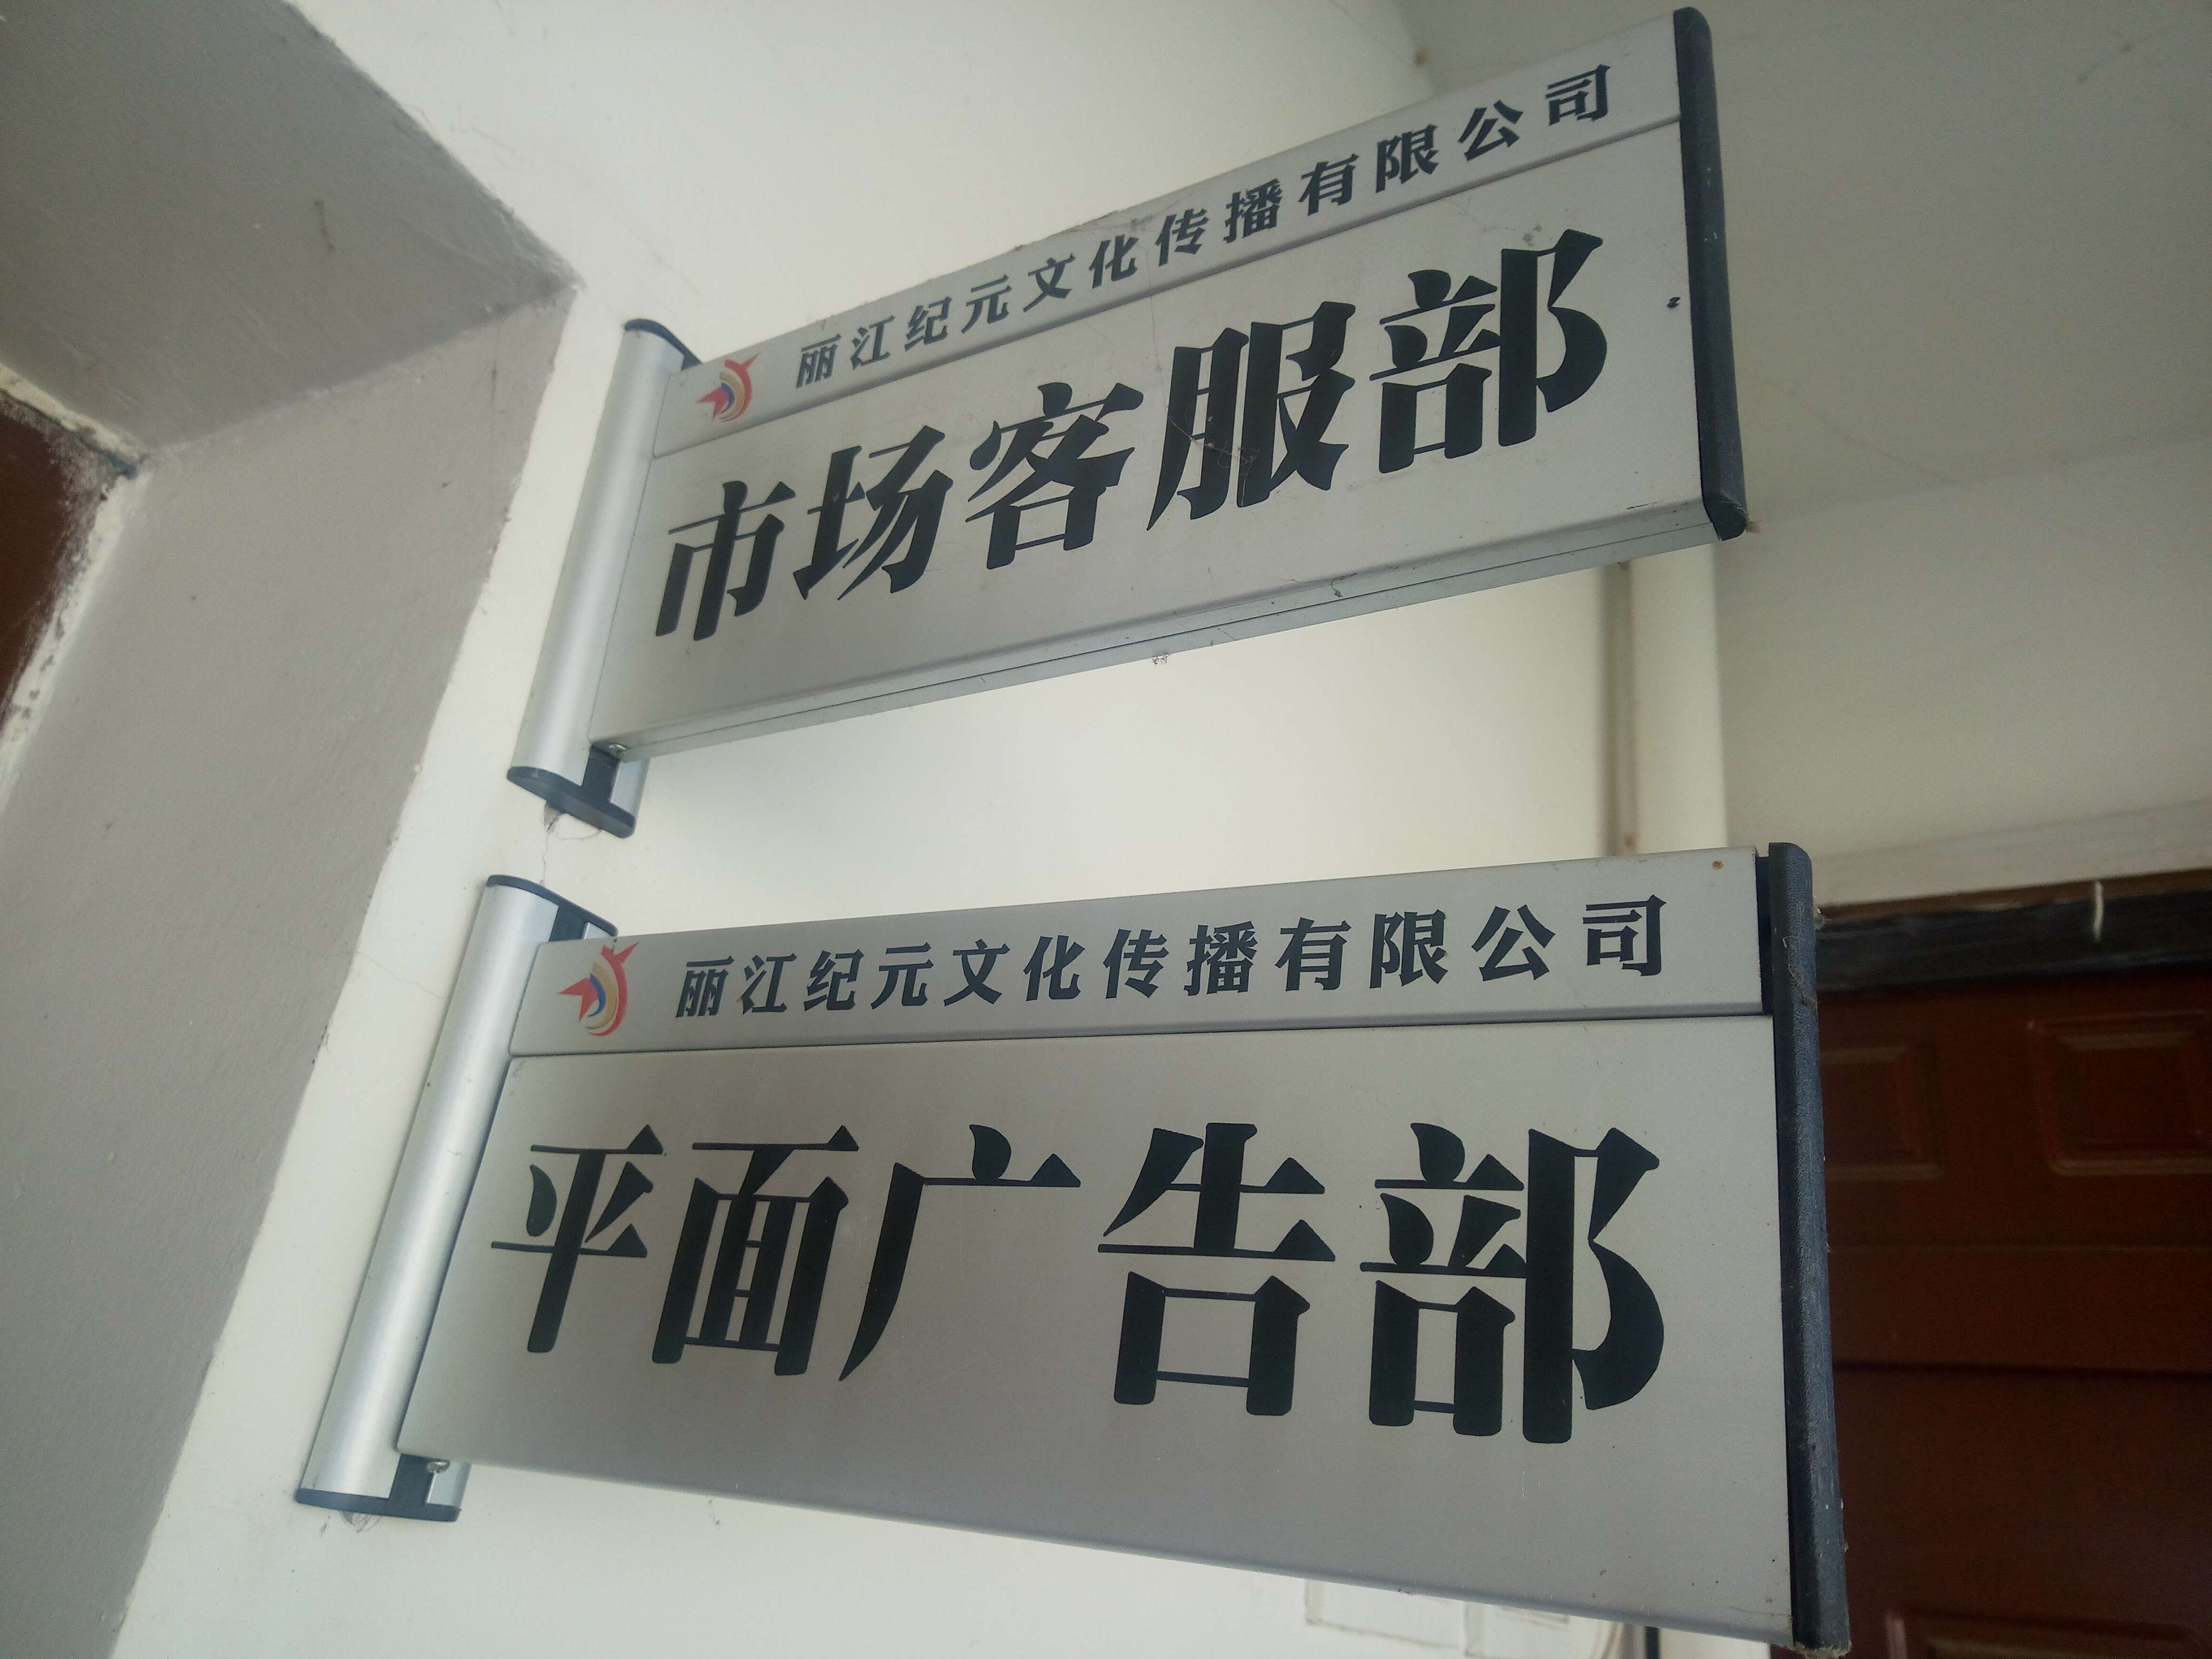 丽江纪元文化传播有限公司
市场客服部
丽江纪元文化传播有限公司
平面广告部